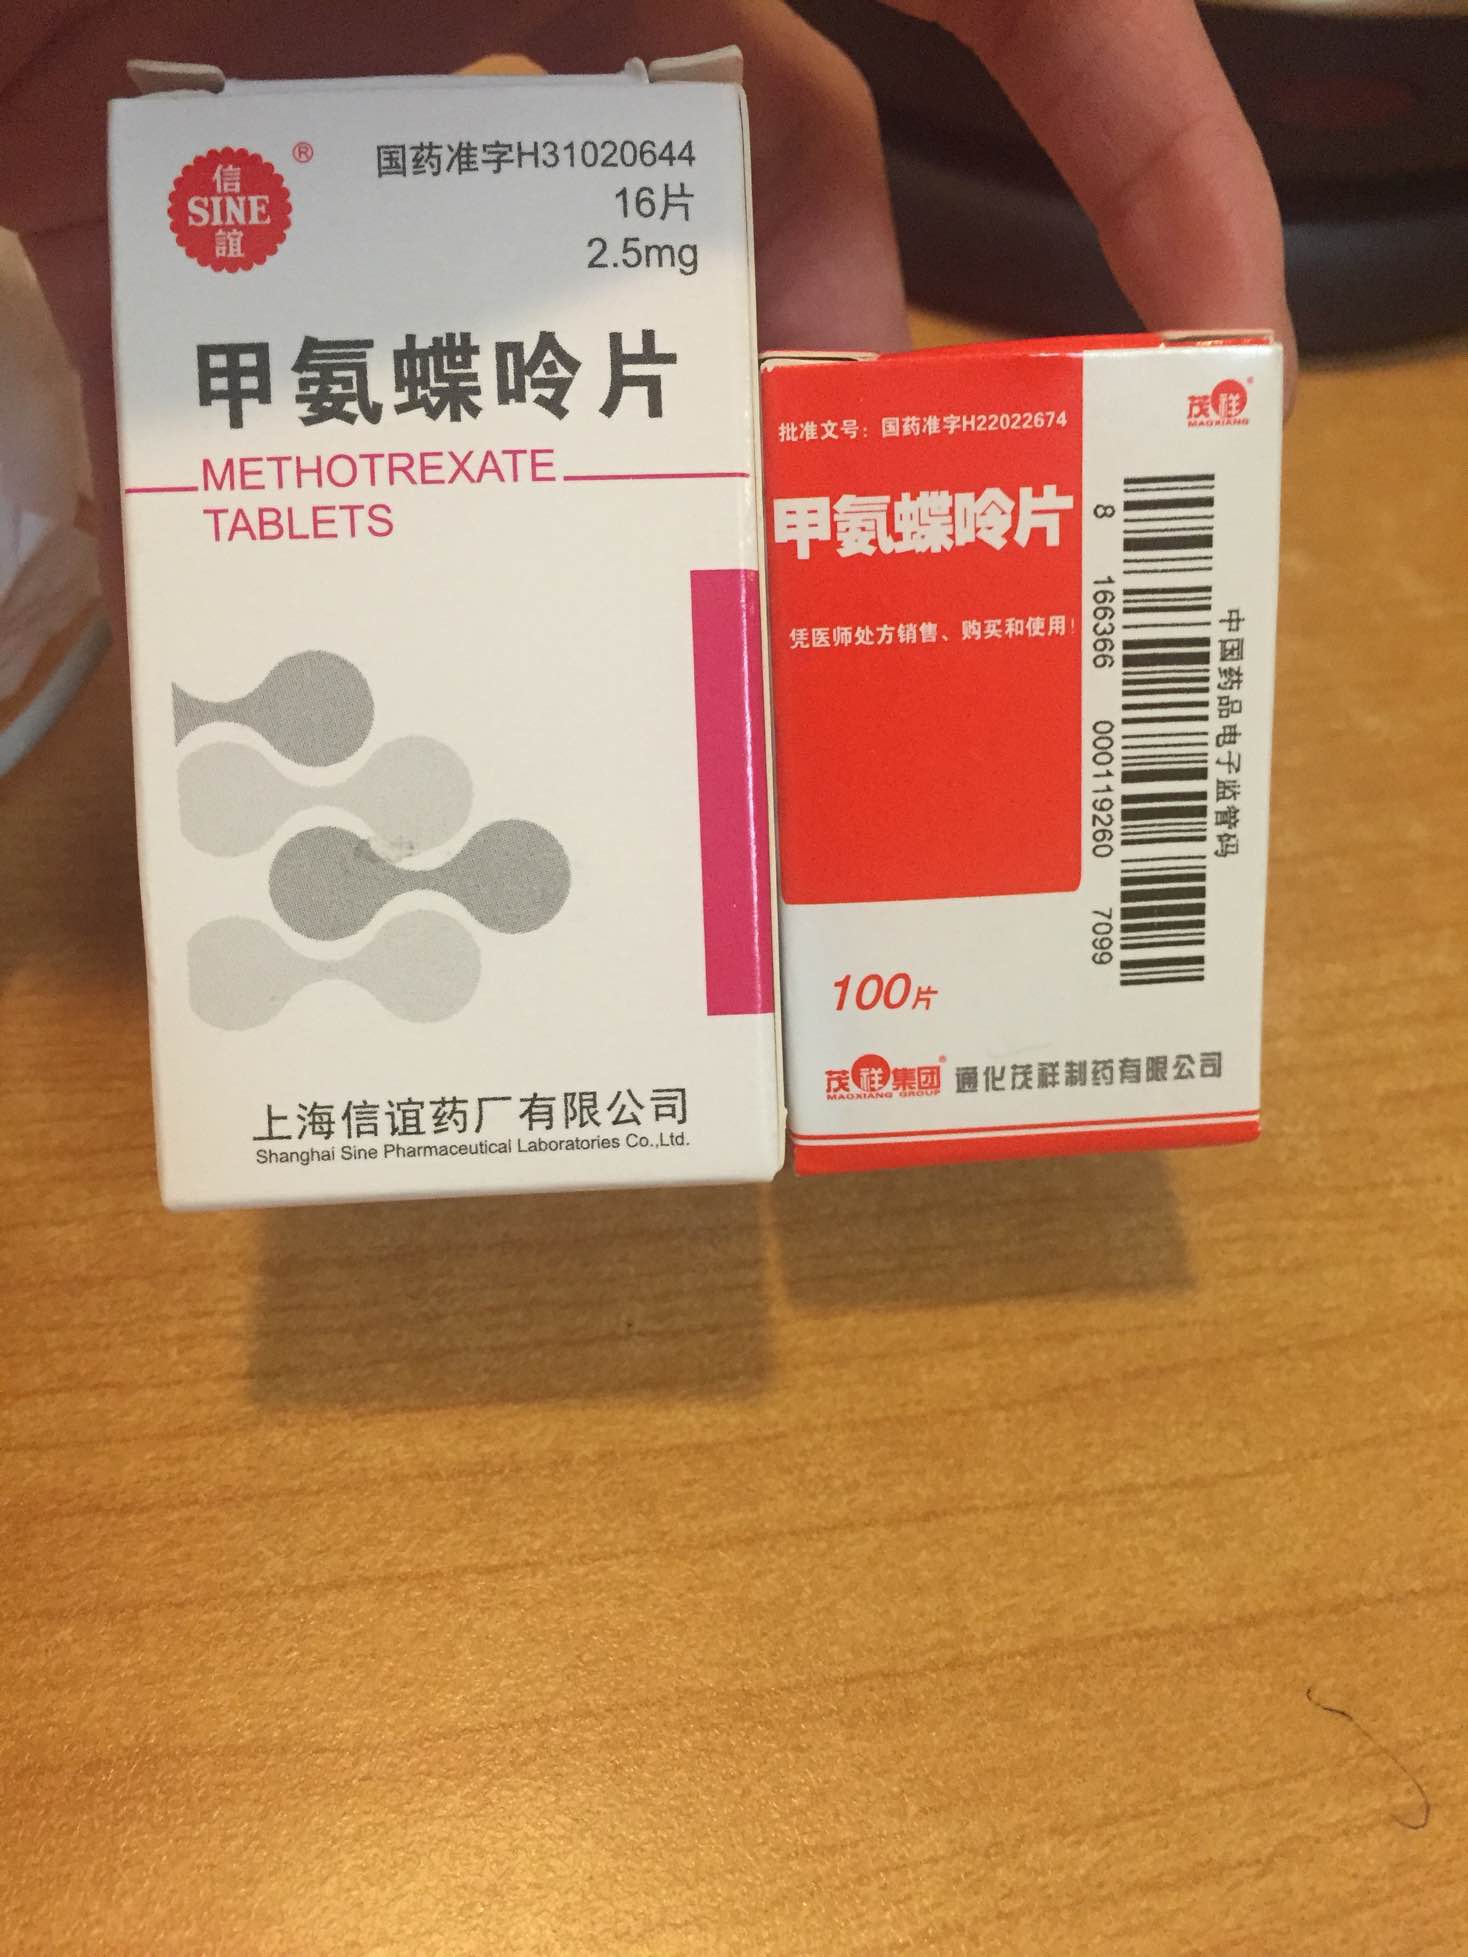 信
SINE
誼
®
国药准字H31020644
16片
2.5mg
甲氨蝶呤片
METHOTREXATE
TABLETS
上海信谊药厂有限公司
Shanghai Sine Pharmaceutical Laboratories Co.,Ltd.
批准文号：国药准字H22022674
甲氨蝶呤片
凭医师处方销售、购买和使用！
100片
茂祥集团®
MAOXIANG GROUP
通化茂祥制药有限公司
茂祥®
MAOXIANG
中国药品电子监管码
8 166366 000119260 7099